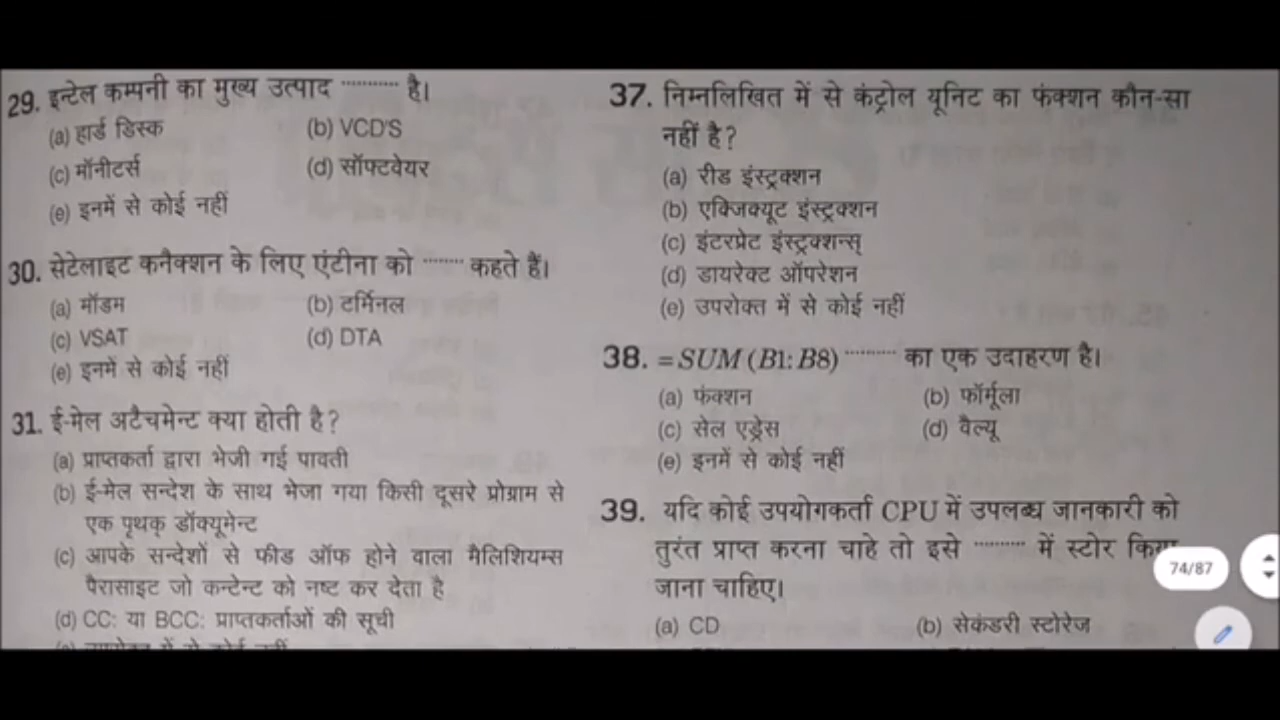 29. इन्टेल कम्पनी का मुख्य उत्पाद ........... है।
(a) हार्ड डिस्क (b) VCD'S
(c) मॉनीटर्स (d) सॉफ्टवेयर
(e) इनमें से कोई नहीं
30. सेटेलाइट कनैक्शन के लिए एंटीना को ........ कहते हैं।
(a) मॉडम (b) टर्मिनल
(c) VSAT (d) DTA
(e) इनमें से कोई नहीं
31. ई-मेल अटैचमेन्ट क्या होती है?
(a) प्राप्तकर्ता द्वारा भेजी गई पावती
(b) ई-मेल सन्देश के साथ भेजा गया किसी दूसरे प्रोग्राम से
एक पृथक् डॉक्यूमेन्ट
(c) आपके सन्देशों से फीड ऑफ होने वाला मैलिशियम्स
पैरासाइट जो कन्टेन्ट को नष्ट कर देता है
(d) CC: या BCC: प्राप्तकर्ताओं की सूची
37. निम्नलिखित में से कंट्रोल यूनिट का फंक्शन कौन-सा
नहीं है?
(a) रीड इंस्ट्रक्शन
(b) एक्जिक्यूट इंस्ट्रक्शन
(c) इंटरप्रेट इंस्ट्रक्शन्स्
(d) डायरेक्ट ऑपरेशन
(e) उपरोक्त में से कोई नहीं
38. =SUM (B1: B8) .......... का एक उदाहरण है।
(a) फंक्शन (b) फॉर्मूला
(c) सेल एड्रेस (d) वैल्यू
(e) इनमें से कोई नहीं
39. यदि कोई उपयोगकर्ता CPU में उपलब्ध जानकारी को
तुरंत प्राप्त करना चाहे तो इसे .......... में स्टोर किया
जाना चाहिए।
(a) CD (b) सेकंडरी स्टोरेज
74/87